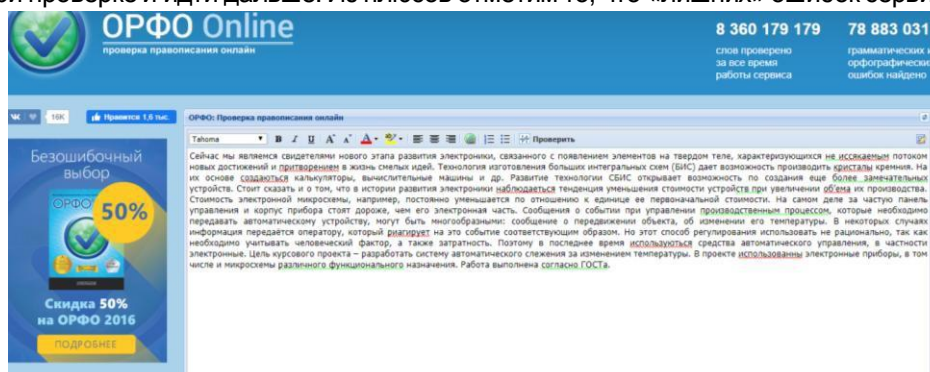 ОРФО Online
проверка правописания онлайн
8 360 179 179
слов проверено
за все время
работы сервиса
78 883 031
грамматических и
орфографически
ошибок найдено
16K
Нравится 1,6 тыс.
ОРФО: Проверка правописания онлайн
Tahoma
Проверить
Безошибочный
выбор
ОРФО
50%
Скидка 50%
на ОРФО 2016
ПОДРОБНЕЕ
Сейчас мы являемся свидетелями нового этапа развития электроники, связанного с появлением элементов на твердом теле, характеризующихся не иссякаемым потоком
новых достижений и притворением в жизнь смелых идей. Технология изготовления больших интегральных схем (БИС) дает возможность производить кристалы кремния. На
их основе создаються калькуляторы, вычислительные машины и др. Развитие технологии СБИС открывает возможность по создания еще более замечательных
устройств. Стоит сказать и о том, что в истории развития электроники наблюдаеться тенденция уменьшения стоимости устройств при увеличении объема их производства.
Стоимость электронной микросхемы, например, постоянно уменьшается по отношению к единице ее первоначальной стоимости. На самом деле за частую панель
управления и корпус прибора стоят дороже, чем его электронная часть. Сообщения о событии при управлении производственным процессом, которые необходимо
передавать автоматическому устройству, могут быть многообразными: сообщение о передвижении объекта, об изменении его температуры. В некоторых случаях
информация передаётся оператору, который риагирует на это событие соответствующим образом. Но этот способ регулирования использовать не рационально, так как
необходимо учитывать человеческий фактор, а также затратность. Поэтому в последнее время используються средства автоматического управления, в частности
электронные. Цель курсового проекта – разработать систему автоматического слежения за изменением температуры. В проекте использованны электронные приборы, в том
числе и микросхемы различного функционального назначения. Работа выполнена согласно ГОСТа.